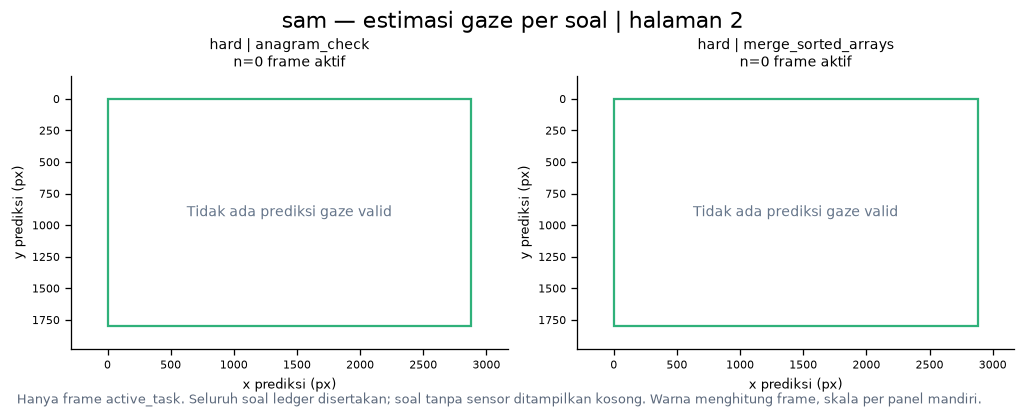 sam — estimasi gaze per soal | halaman 2
hard | anagram_check
n=0 frame aktif
0
250
500
750
1000
1250
1500
1750
y prediksi (px)
Tidak ada prediksi gaze valid
0
500
1000
1500
2000
2500
3000
x prediksi (px)
hard | merge_sorted_arrays
n=0 frame aktif
0
250
500
750
1000
1250
1500
1750
y prediksi (px)
Tidak ada prediksi gaze valid
0
500
1000
1500
2000
2500
3000
x prediksi (px)
Hanya frame active_task. Seluruh soal ledger disertakan; soal tanpa sensor ditampilkan kosong. Warna menghitung frame, skala per panel mandiri.